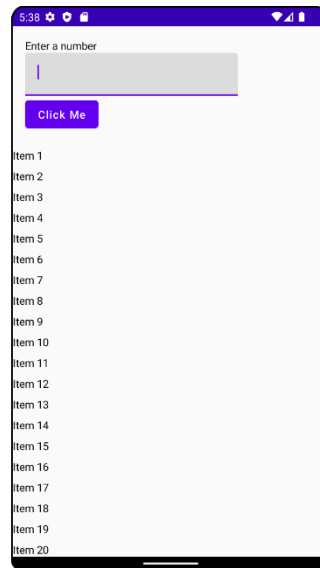 5:38
Enter a number
Click Me
Item 1
Item 2
Item 3
Item 4
Item 5
Item 6
Item 7
Item 8
Item 9
Item 10
Item 11
Item 12
Item 13
Item 14
Item 15
Item 16
Item 17
Item 18
Item 19
Item 20